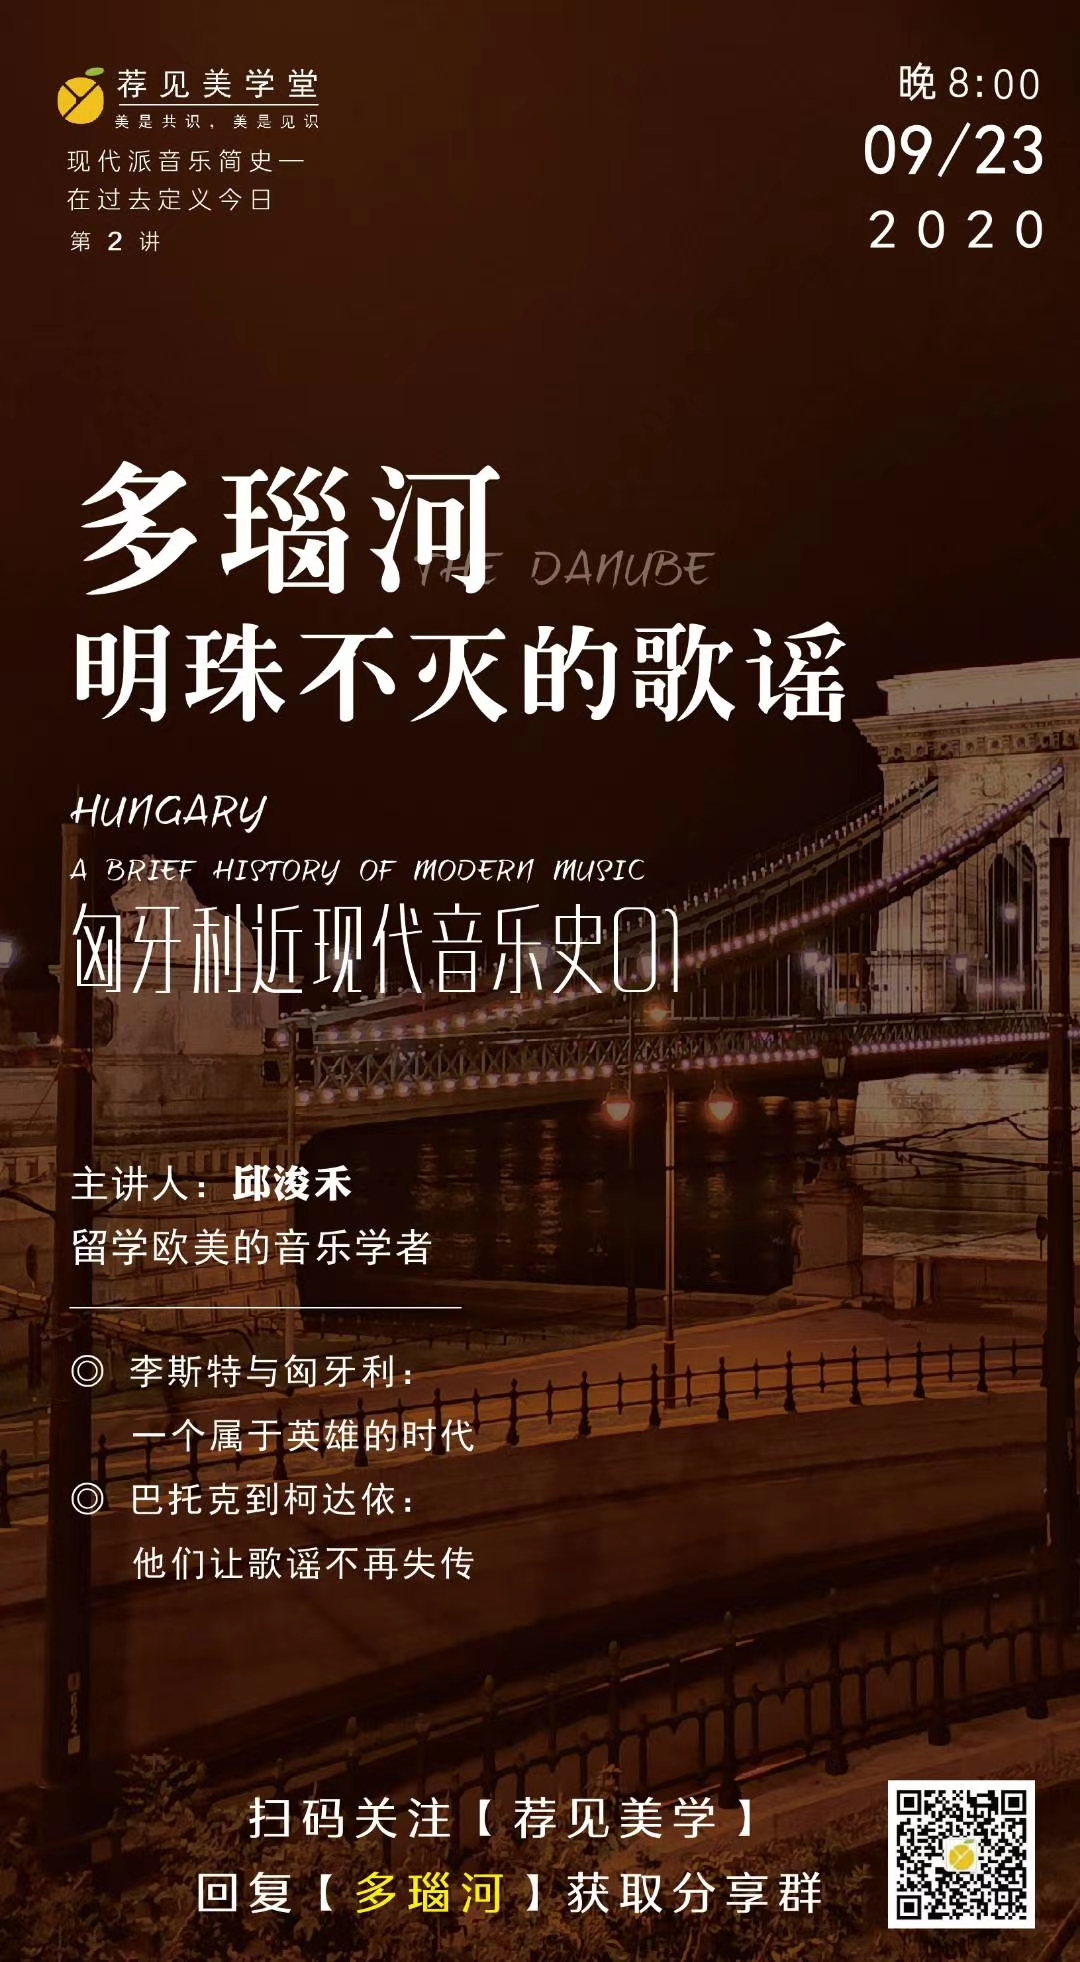 荐见美学堂
美是共识，美是见识
现代派音乐简史—
在过去定义今日
第 2 讲
晚 8:00
09/23
2020
多瑙河
THE DANUBE
明珠不灭的歌谣
HUNGARY
A BRIEF HISTORY OF MODERN MUSIC
匈牙利近现代音乐史01
主讲人：邱浚禾
留学欧美的音乐学者
◎ 李斯特与匈牙利：
一个属于英雄的时代
◎ 巴托克到柯达依：
他们让歌谣不再失传
扫码关注【荐见美学】
回复【多瑙河】获取分享群